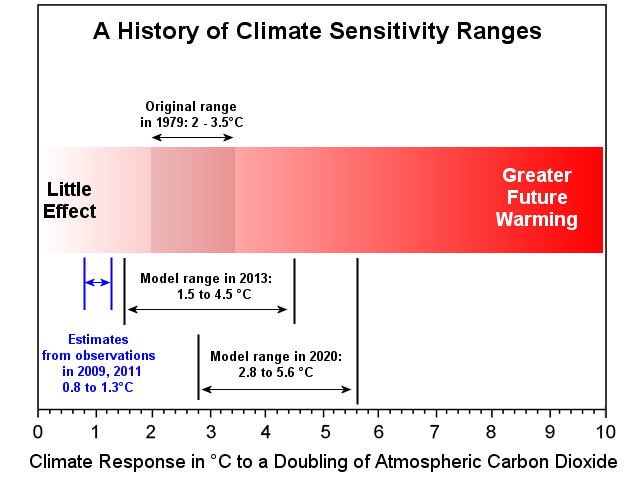 A History of Climate Sensitivity Ranges
Original range
in 1979: 2 - 3.5°C
Little
Effect
Greater
Future
Warming
Model range in 2013:
1.5 to 4.5 °C
Estimates
from observations
in 2009, 2011
0.8 to 1.3°C
Model range in 2020:
2.8 to 5.6 °C
0 1 2 3 4 5 6 7 8 9 10
Climate Response in °C to a Doubling of Atmospheric Carbon Dioxide